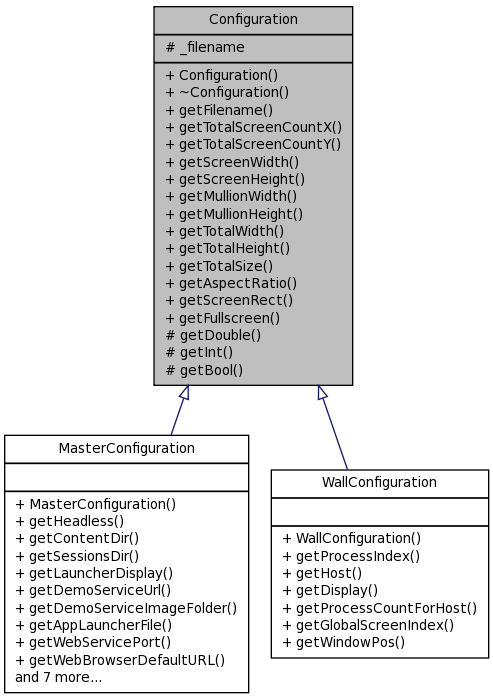 Configuration
# _filename
+ Configuration()
+ ~Configuration()
+ getFilename()
+ getTotalScreenCountX()
+ getTotalScreenCountY()
+ getScreenWidth()
+ getScreenHeight()
+ getMullionWidth()
+ getMullionHeight()
+ getTotalWidth()
+ getTotalHeight()
+ getTotalSize()
+ getAspectRatio()
+ getScreenRect()
+ getFullscreen()
# getDouble()
# getInt()
# getBool()
MasterConfiguration
+ MasterConfiguration()
+ getHeadless()
+ getContentDir()
+ getSessionsDir()
+ getLauncherDisplay()
+ getDemoServiceUrl()
+ getDemoServiceImageFolder()
+ getAppLauncherFile()
+ getWebServicePort()
+ getWebBrowserDefaultURL()
and 7 more...
WallConfiguration
+ WallConfiguration()
+ getProcessIndex()
+ getHost()
+ getDisplay()
+ getProcessCountForHost()
+ getGlobalScreenIndex()
+ getWindowPos()